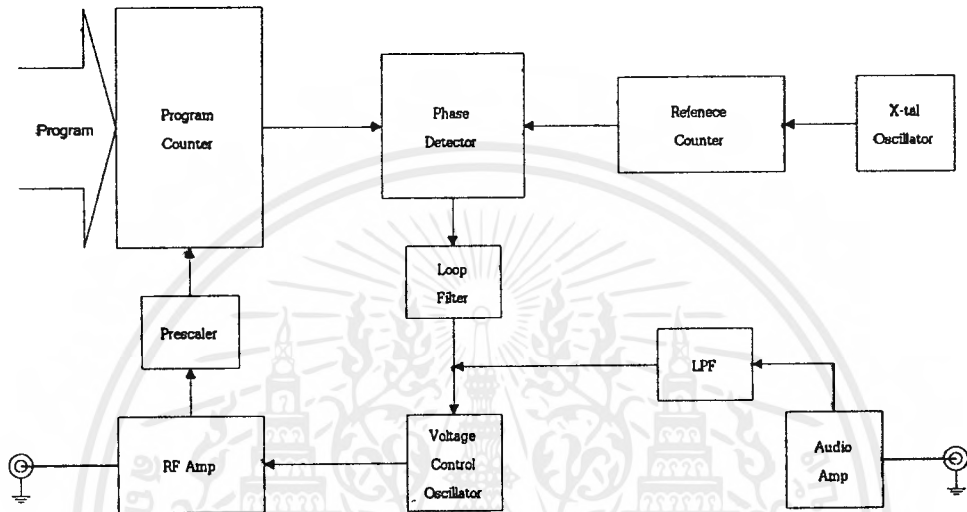 Program
Program
Counter
Phase
Detector
Refenece
Counter
X-tal
Oscillator
Loop
Filter
Prescaler
LPF
RF Amp
Voltage
Control
Oscillator
Audio
Amp